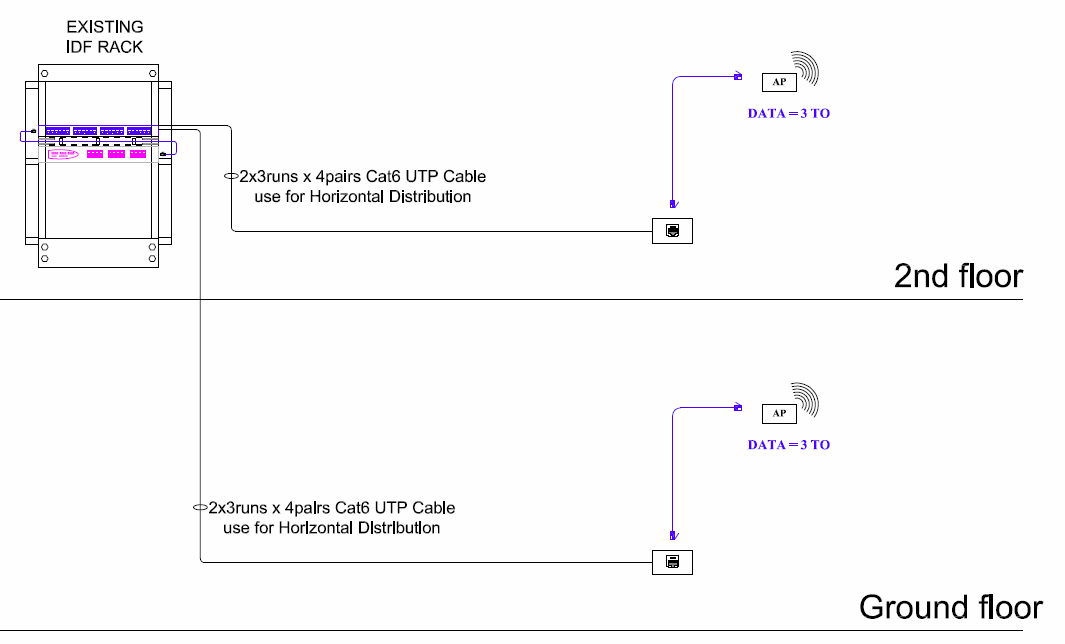 EXISTING
IDF RACK
AP
DATA = 3 TO
2x3runs x 4pairs Cat6 UTP Cable
use for Horizontal Distribution
2nd floor
AP
DATA = 3 TO
2x3runs x 4pairs Cat6 UTP Cable
use for Horizontal Distribution
Ground floor